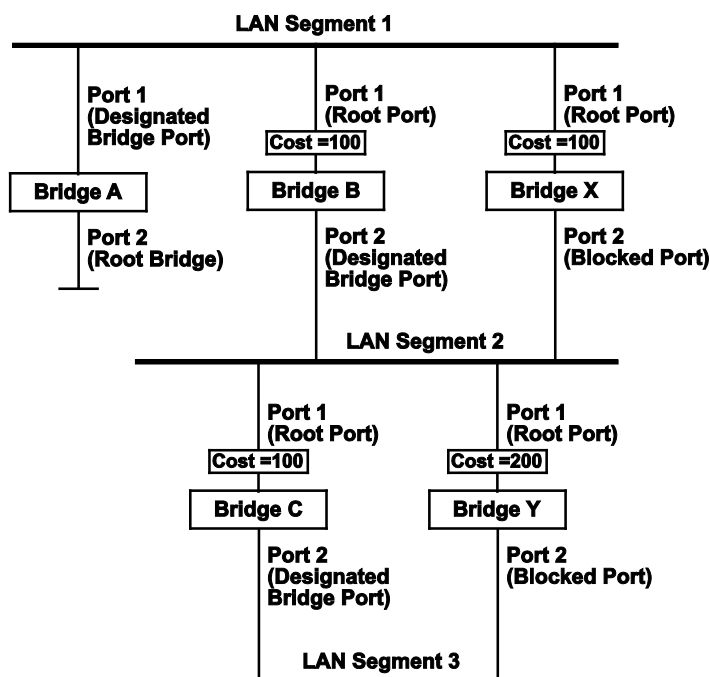 LAN Segment 1
Port 1
(Designated
Bridge Port)
Port 1
(Root Port)
Cost =100
Port 1
(Root Port)
Cost =100
Bridge A
Bridge B
Bridge X
Port 2
(Root Bridge)
Port 2
(Designated
Bridge Port)
Port 2
(Blocked Port)
LAN Segment 2
Port 1
(Root Port)
Cost =100
Port 1
(Root Port)
Cost =200
Bridge C
Bridge Y
Port 2
(Designated
Bridge Port)
Port 2
(Blocked Port)
LAN Segment 3